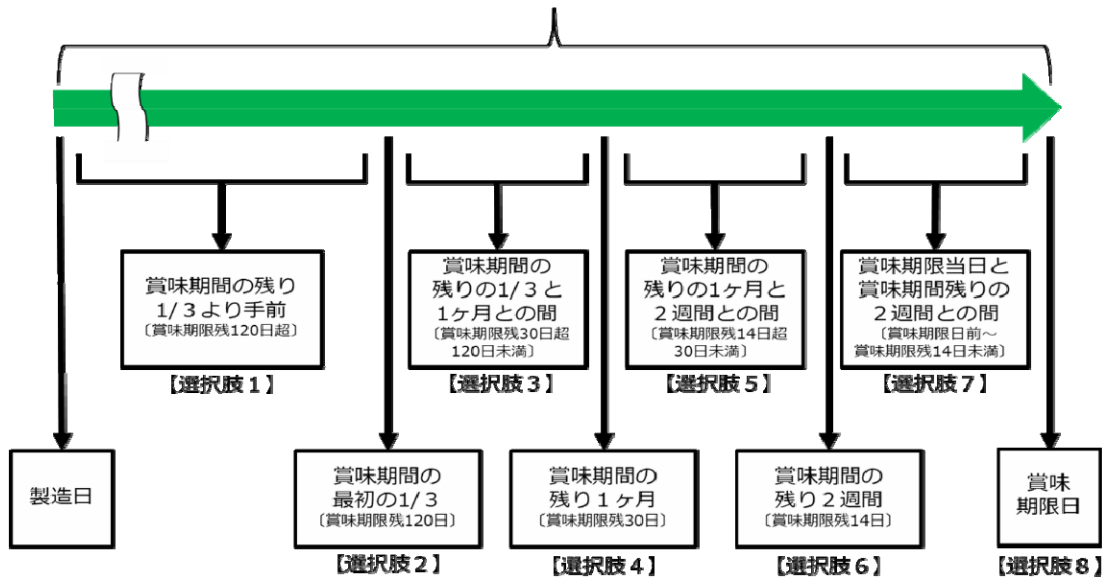 賞味期間の残り
1/3より手前
〔賞味期限残120日超〕
【選択肢1】
賞味期間の
残りの1/3と
1ヶ月との間
〔賞味期限残30日超
120日未満〕
【選択肢3】
賞味期間の
残りの1ヶ月と
2週間との間
〔賞味期限残14日超
30日未満〕
【選択肢5】
賞味期限当日と
賞味期間残りの
2週間との間
〔賞味期限日前～
賞味期限残14日未満〕
【選択肢7】
製造日
賞味期間の
最初の1/3
〔賞味期限残120日〕
【選択肢2】
賞味期間の
残り1ヶ月
〔賞味期限残30日〕
【選択肢4】
賞味期間の
残り2週間
〔賞味期限残14日〕
【選択肢6】
賞味
期限日
【選択肢8】